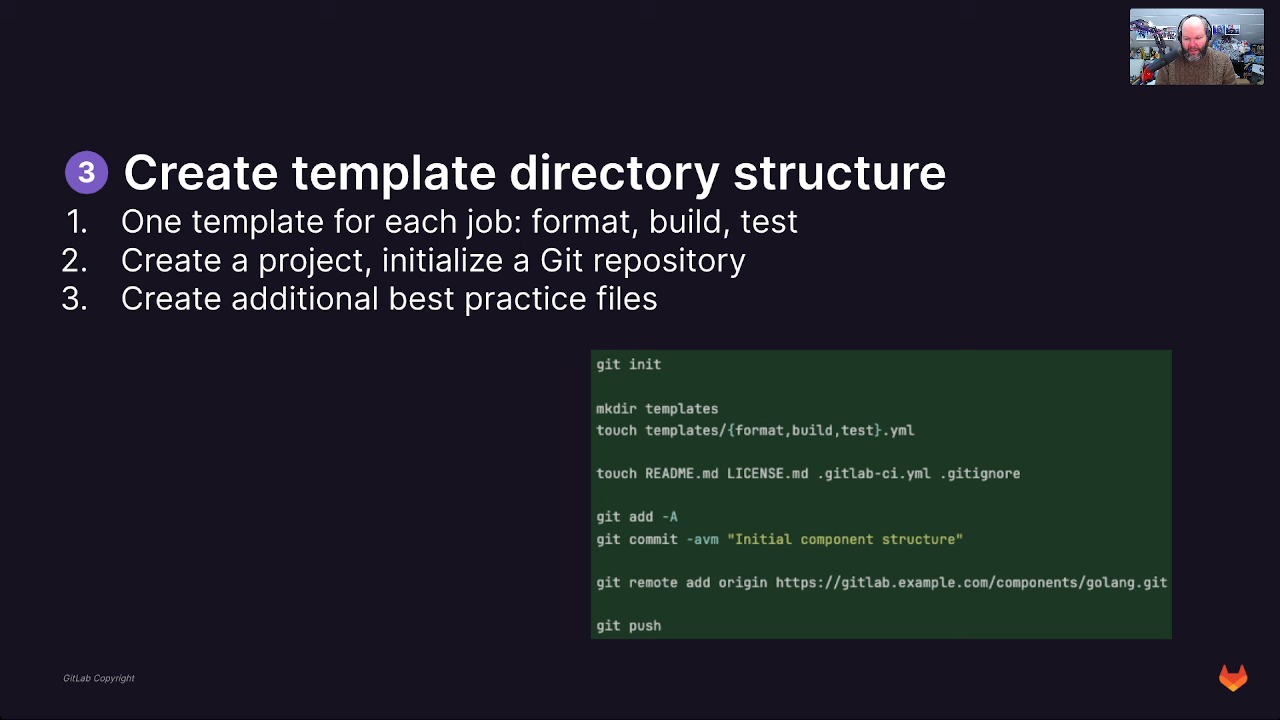 3 Create template directory structure
1. One template for each job: format, build, test
2. Create a project, initialize a Git repository
3. Create additional best practice files
git init
mkdir templates
touch templates/{format,build,test}.yml
touch README.md LICENSE.md .gitlab-ci.yml .gitignore
git add -A
git commit -avm "Initial component structure"
git remote add origin https://gitlab.example.com/components/golang.git
git push
GitLab Copyright